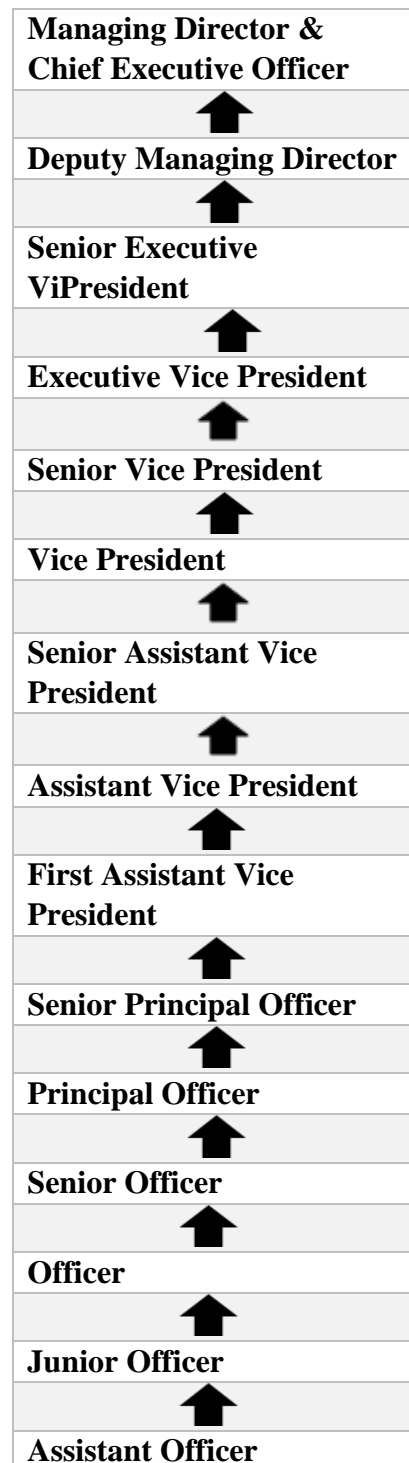 Managing Director &
Chief Executive Officer
Deputy Managing Director
Senior Executive
ViPresident
Executive Vice President
Senior Vice President
Vice President
Senior Assistant Vice
President
Assistant Vice President
First Assistant Vice
President
Senior Principal Officer
Principal Officer
Senior Officer
Officer
Junior Officer
Assistant Officer